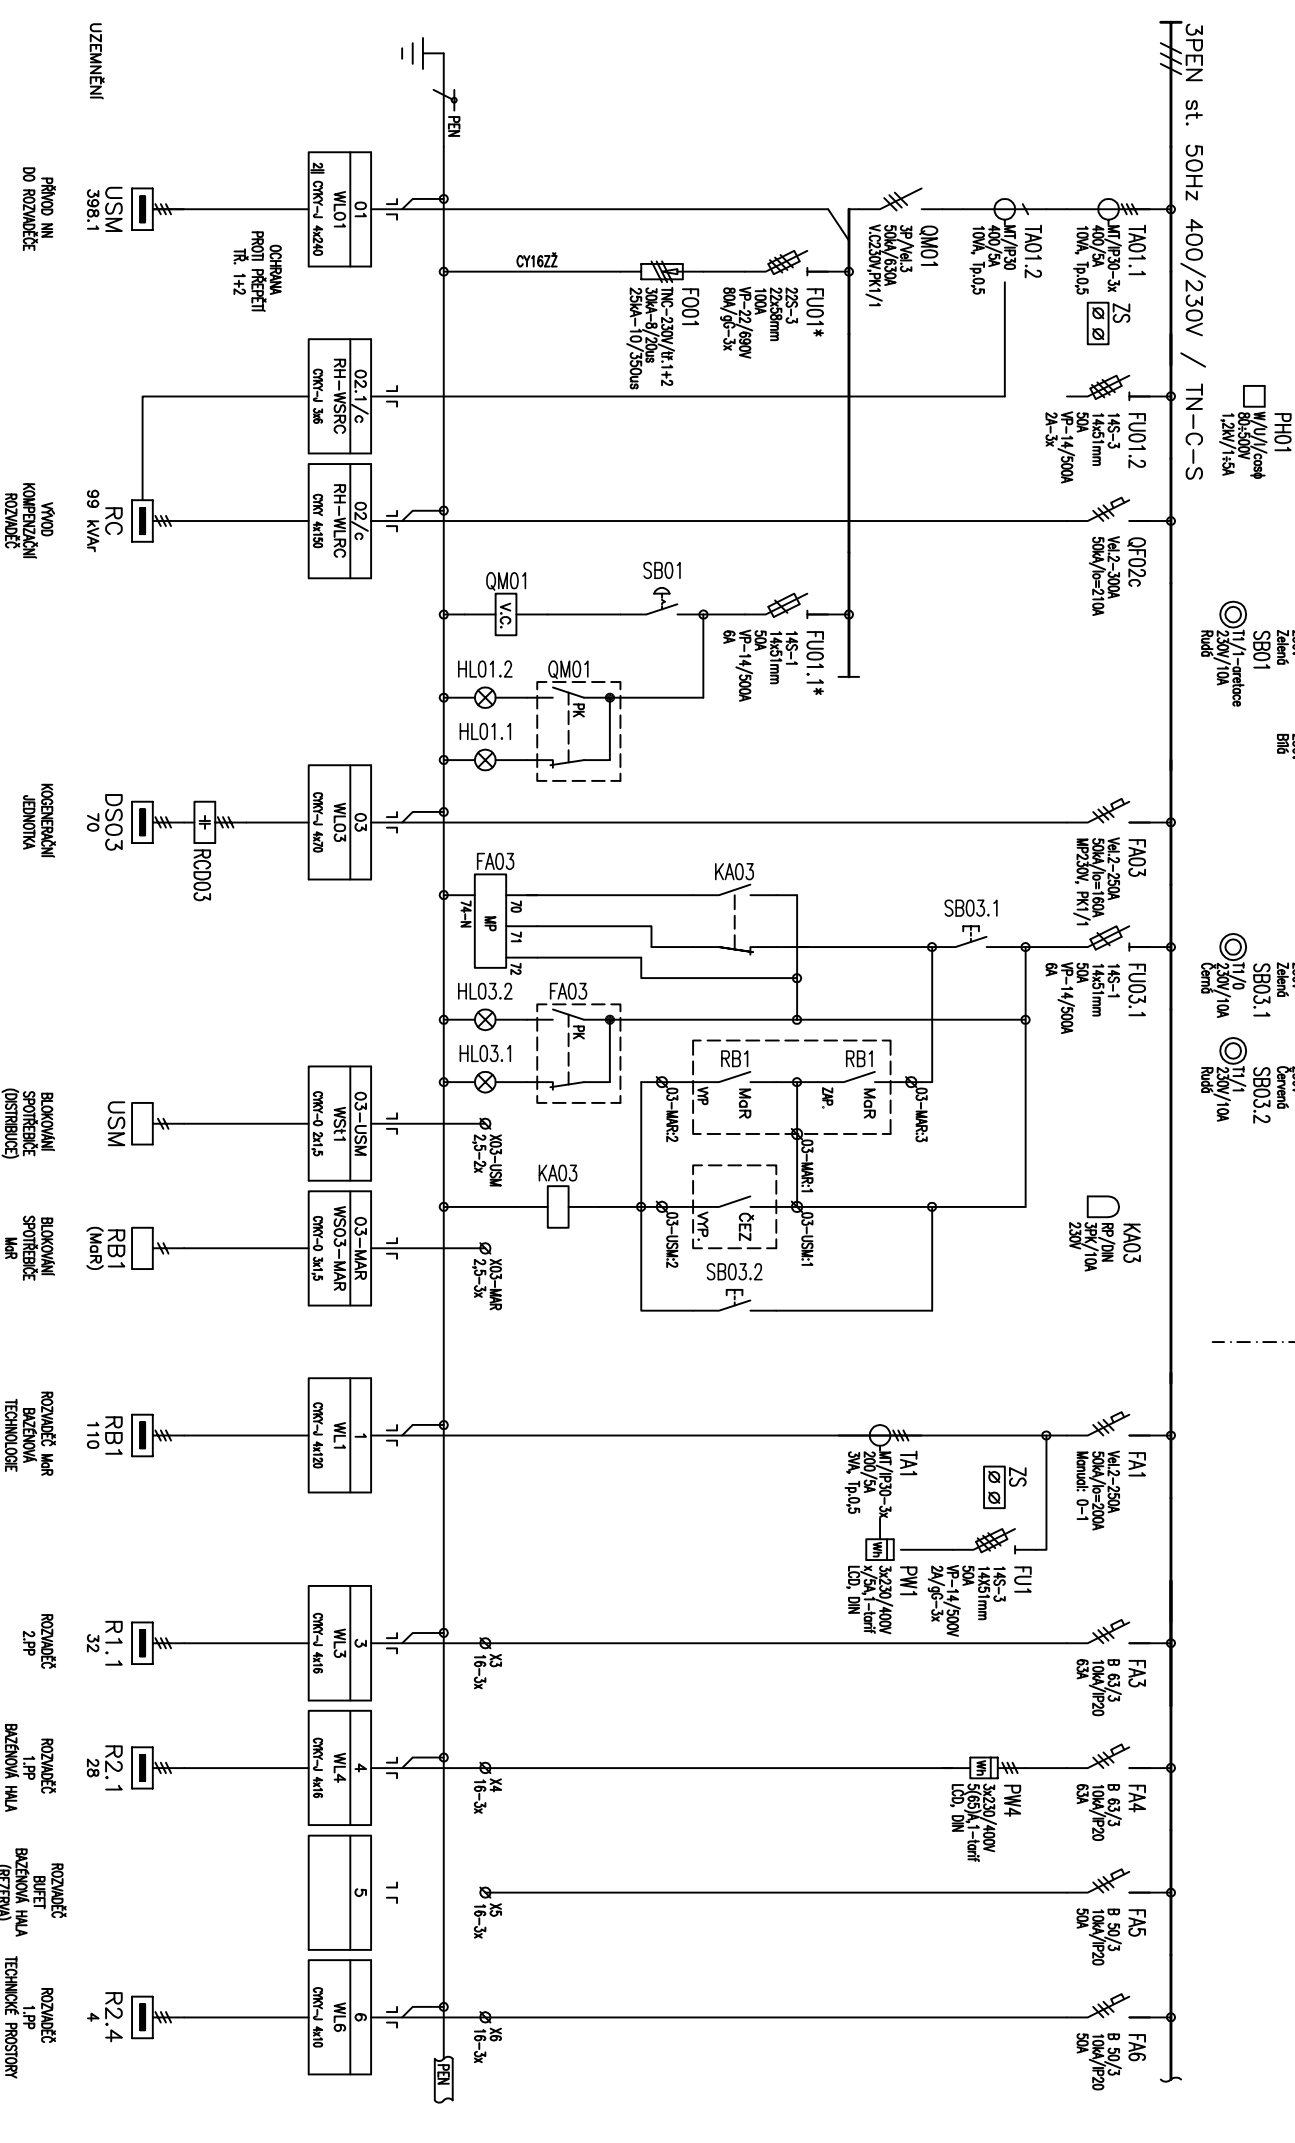 3PEN st. 50Hz 400/230V / TN-C-S
PH01
W/U/I/cosφ
80÷500V
1,2kV/1÷5A
Zelená
SB01
T1/1-aretace
230V/10A
Rudá
Bílá
Zelená
SB03.1
T1/0
230V/10A
Černá
Červená
SB03.2
T1/1
230V/10A
Rudá
TA01.1
MT/IP30-3x
400/5A
10VA, Tp.0,5
ZS
TA01.2
MT/IP30
400/5A
10VA, Tp.0,5
QM01
3P/Vel.3
50kA/630A
V.C230V,PK1/1
FU01*
22S-3
22x58mm
100A
VP-22/690V
80A/gG-3x
FO01
TNC-230V/tř.1+2
30kA-8/20us
25kA-10/350us
CY16ZŽ
FU01.2
14S-3
14x51mm
50A
VP-14/500A
2A-3x
QF02c
Vel.2-300A
50kA/Io=210A
FU01.1*
14S-1
14x51mm
50A
VP-14/500A
6A
SB01
QM01
V.C.
QM01
PK
HL01.2
HL01.1
FA03
Vel.2-250A
50kA/Io=160A
MP230V, PK1/1
FU03.1
14S-1
14x51mm
50A
VP-14/500A
6A
SB03.1
KA03
FA03
70
71
72
MP
74-N
FA03
PK
HL03.2
HL03.1
RB1
MaR
VYP
RB1
MaR
ZAP.
03-MAR:3
03-MAR:2
03-MAR:1
03-USM:1
03-USM:2
ČEZ
VYP.
KA03
SB03.2
KA03
RP/DIN
3PK/10A
230V
X03-USM
2,5-2x
X03-MAR
2,5-3x
FA1
Vel.2-250A
50kA/Io=200A
Manual: 0-1
ZS
TA1
MT/IP30-3x
200/5A
3VA, Tp.0,5
FU1
14S-3
14X51mm
50A
VP-14/500V
2A/gG-3x
PW1
Wh
3x230/400V
x/5A,1-tarif
LCD, DIN
FA3
B 63/3
10kA/IP20
63A
FA4
B 63/3
10kA/IP20
63A
PW4
Wh
3x230/400V
5(65)A,1-tarif
LCD, DIN
FA5
B 50/3
10kA/IP20
50A
FA6
B 50/3
10kA/IP20
50A
X3
16-3x
X4
16-3x
X5
16-3x
X6
16-3x
PEN
PEN
01
WL01
2|| CYKY-J 4x240
02.1/c
RH-WSRC
CYKY-J 3x6
02/c
RH-WLRC
CYKY 4x150
03
WL03
CYKY-J 4x70
03-USM
WSt1
CYKY-O 2x1,5
03-MAR
WS03-MAR
CYKY-O 3x1,5
1
WL1
CYKY-J 4x120
3
WL3
CYKY-J 4x16
4
WL4
CYKY-J 4x16
5
6
WL6
CYKY-J 4x10
UZEMNĚNÍ
USM
398.1
PŘÍVOD NN
DO ROZVADĚČE
OCHRANA
PROTI PŘEPĚTÍ
TŘ. 1+2
RC
99 kVAr
VÝVOD
KOMPENZAČNÍ
ROZVADĚČ
RCD03
DS03
70
KOGENERAČNÍ
JEDNOTKA
USM
BLOKOVÁNÍ
SPOTŘEBIČE
(DISTRIBUCE)
RB1
(MaR)
BLOKOVÁNÍ
SPOTŘEBIČE
MaR
RB1
110
ROZVADĚČ MaR
BAZÉNOVÁ
TECHNOLOGIE
R1.1
32
ROZVADĚČ
2.PP
R2.1
28
ROZVADĚČ
1.PP
BAZÉNOVÁ HALA
ROZVADĚČ
BUFET
BAZÉNOVÁ HALA
(REZERVA)
R2.4
4
ROZVADĚČ
1.PP
TECHNICKÉ PROSTORY